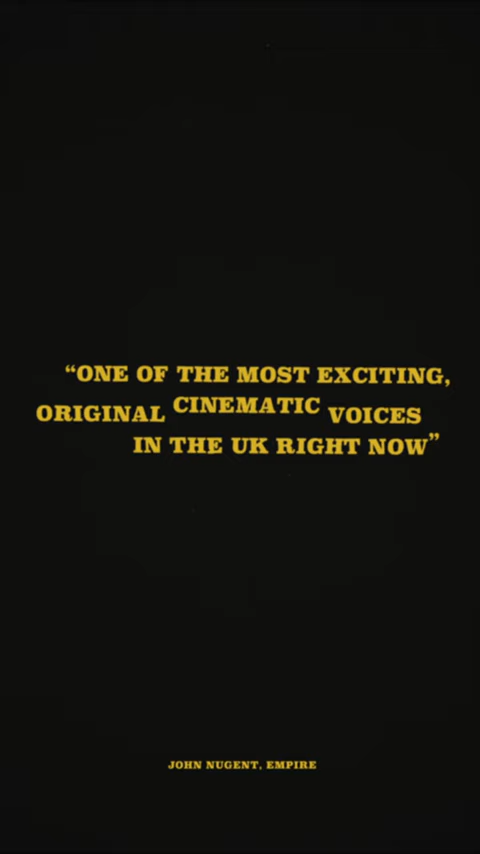 “ONE OF THE MOST EXCITING,
ORIGINAL CINEMATIC VOICES
IN THE UK RIGHT NOW”
JOHN NUGENT, EMPIRE